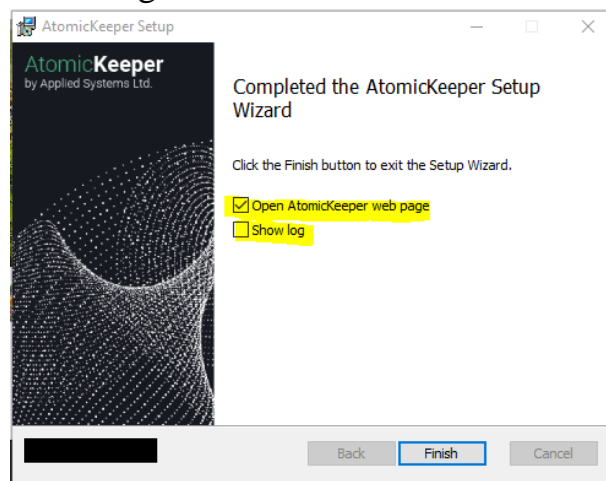 AtomicKeeper Setup
AtomicKeeper
by Applied Systems Ltd.
Completed the AtomicKeeper Setup
Wizard
Click the Finish button to exit the Setup Wizard.
Open AtomicKeeper web page
Show log
Back
Finish
Cancel